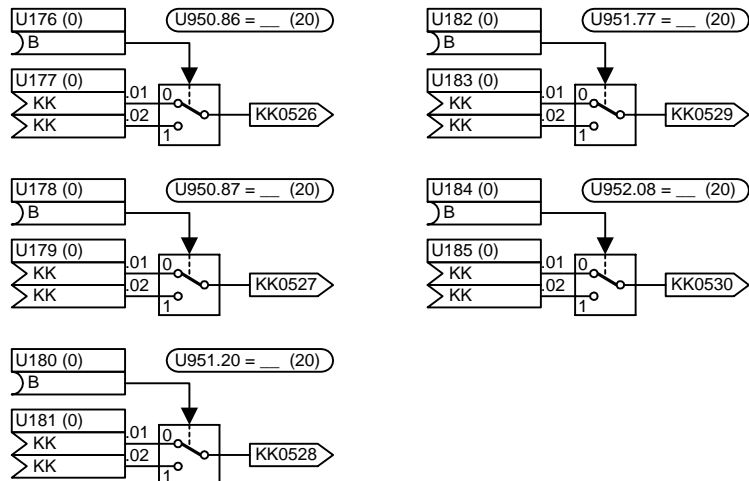 U176 (0)
U950.86 = __ (20)
B
U177 (0)
KK
.01
0
KK
.02
1
KK0526
U182 (0)
U951.77 = __ (20)
B
U183 (0)
KK
.01
0
KK
.02
1
KK0529
U178 (0)
U950.87 = __ (20)
B
U179 (0)
KK
.01
0
KK
.02
1
KK0527
U184 (0)
U952.08 = __ (20)
B
U185 (0)
KK
.01
0
KK
.02
1
KK0530
U180 (0)
U951.20 = __ (20)
B
U181 (0)
KK
.01
0
KK
.02
1
KK0528